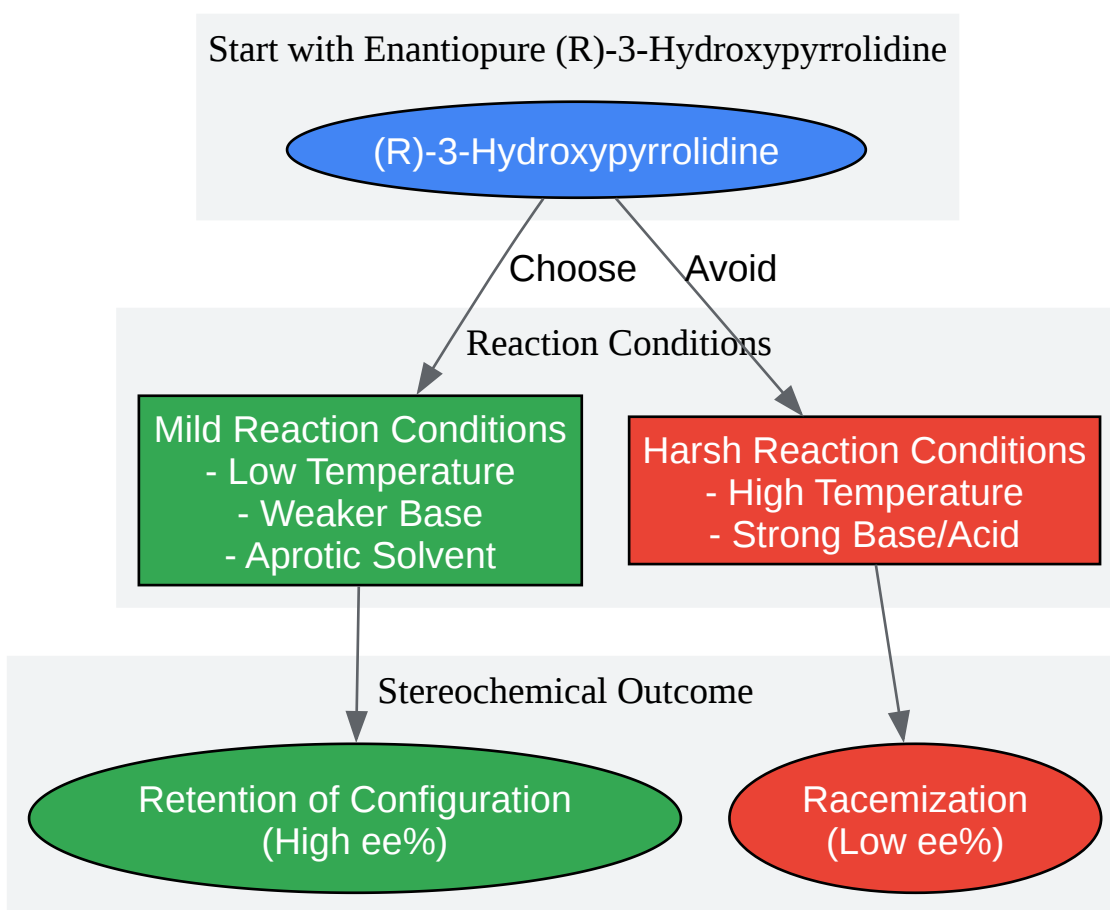 Start with Enantiopure (R)-3-Hydroxypyrrolidine
(R)-3-Hydroxypyrrolidine
Choose
Avoid
Reaction Conditions
Mild Reaction Conditions
- Low Temperature
- Weaker Base
- Aprotic Solvent
Harsh Reaction Conditions
- High Temperature
- Strong Base/Acid
Stereochemical Outcome
Retention of Configuration
(High ee%)
Racemization
(Low ee%)